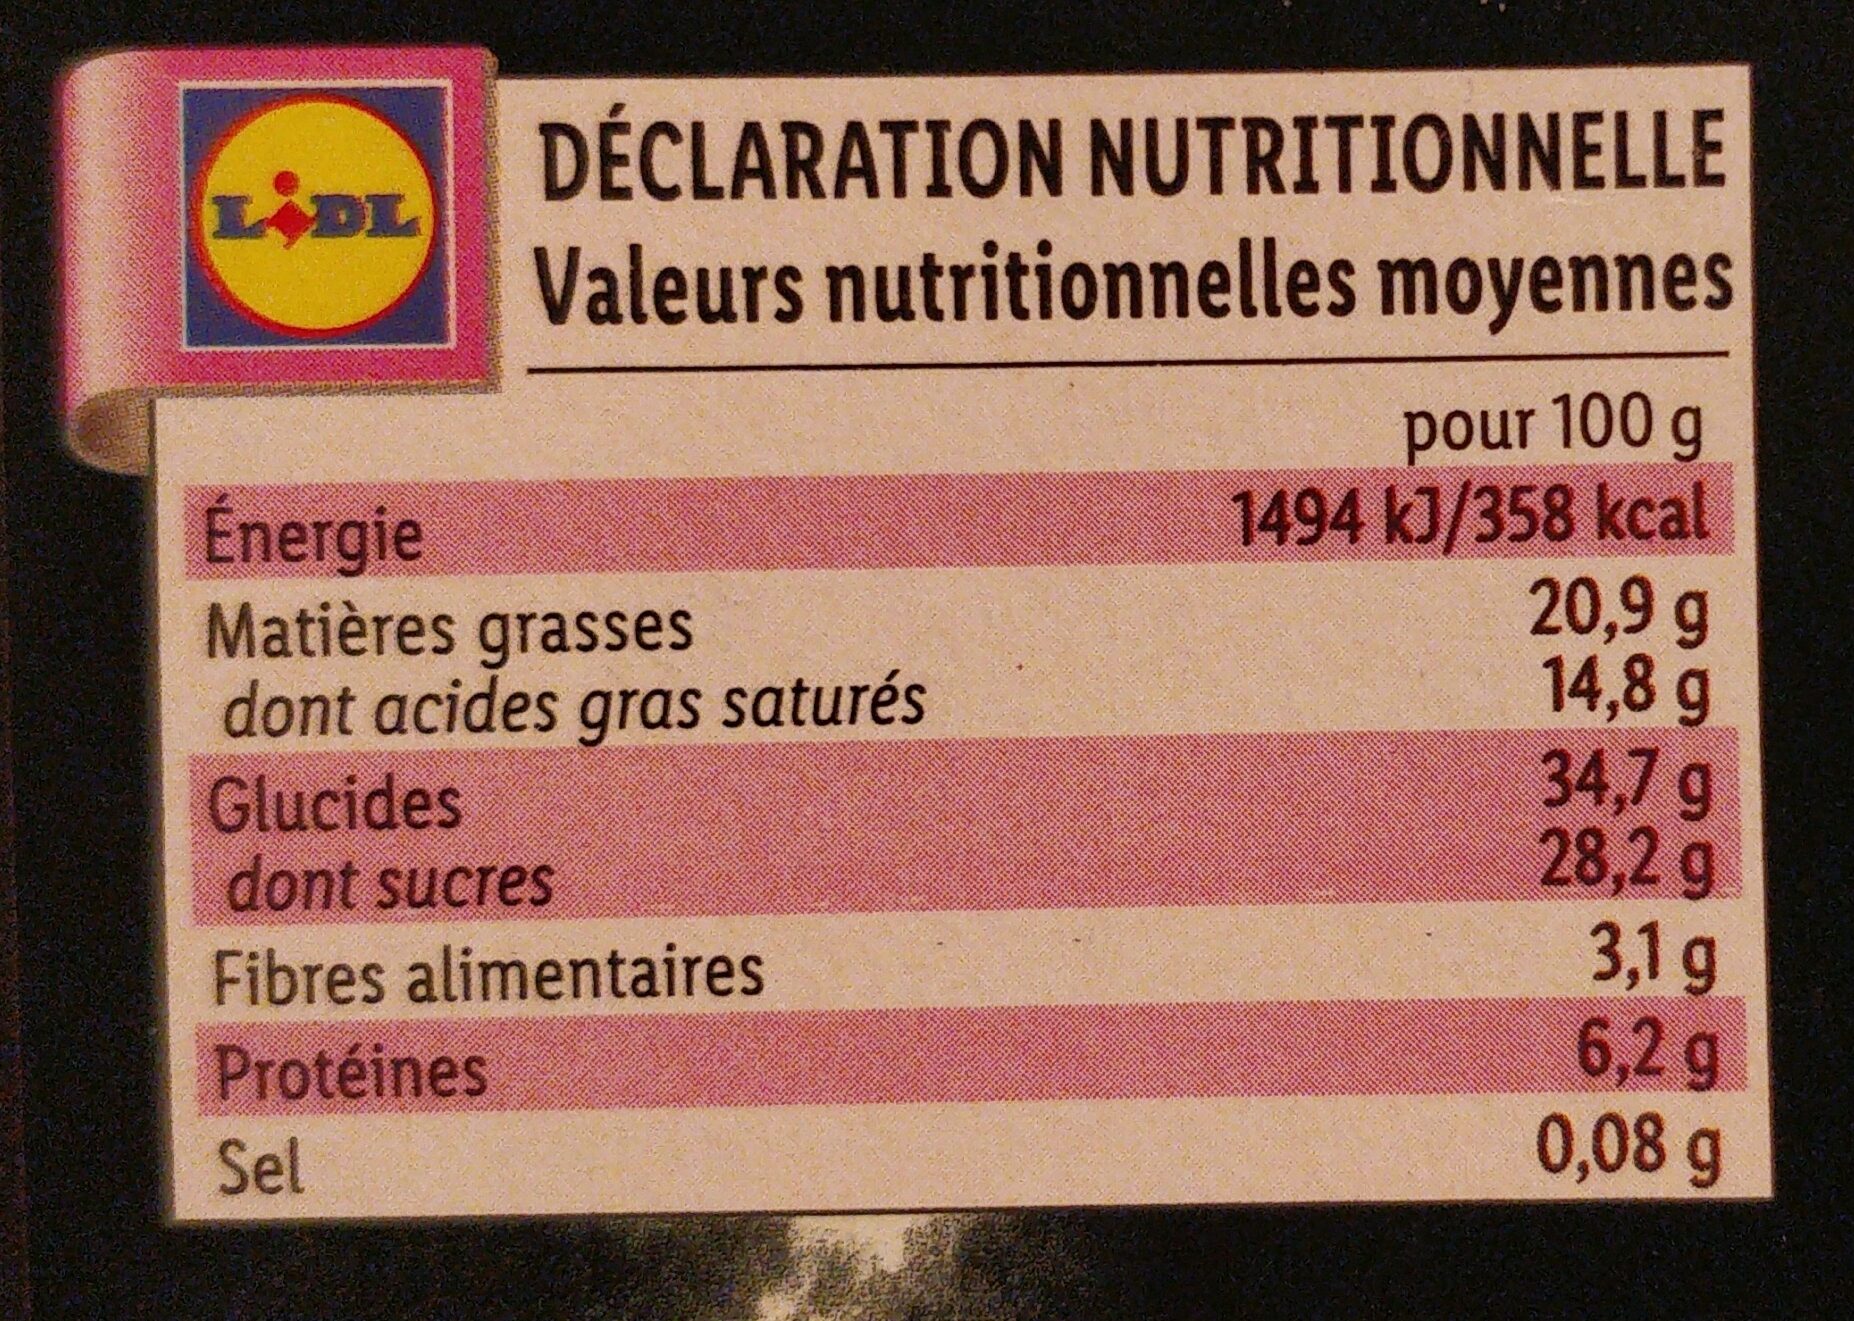 LIDL
DÉCLARATION NUTRITIONNELLE
Valeurs nutritionnelles moyennes
pour 100 g
Énergie 1494 kJ/358 kcal
Matières grasses 20,9 g
dont acides gras saturés 14,8 g
Glucides 34,7 g
dont sucres 28,2 g
Fibres alimentaires 3,1 g
Protéines 6,2 g
Sel 0,08 g